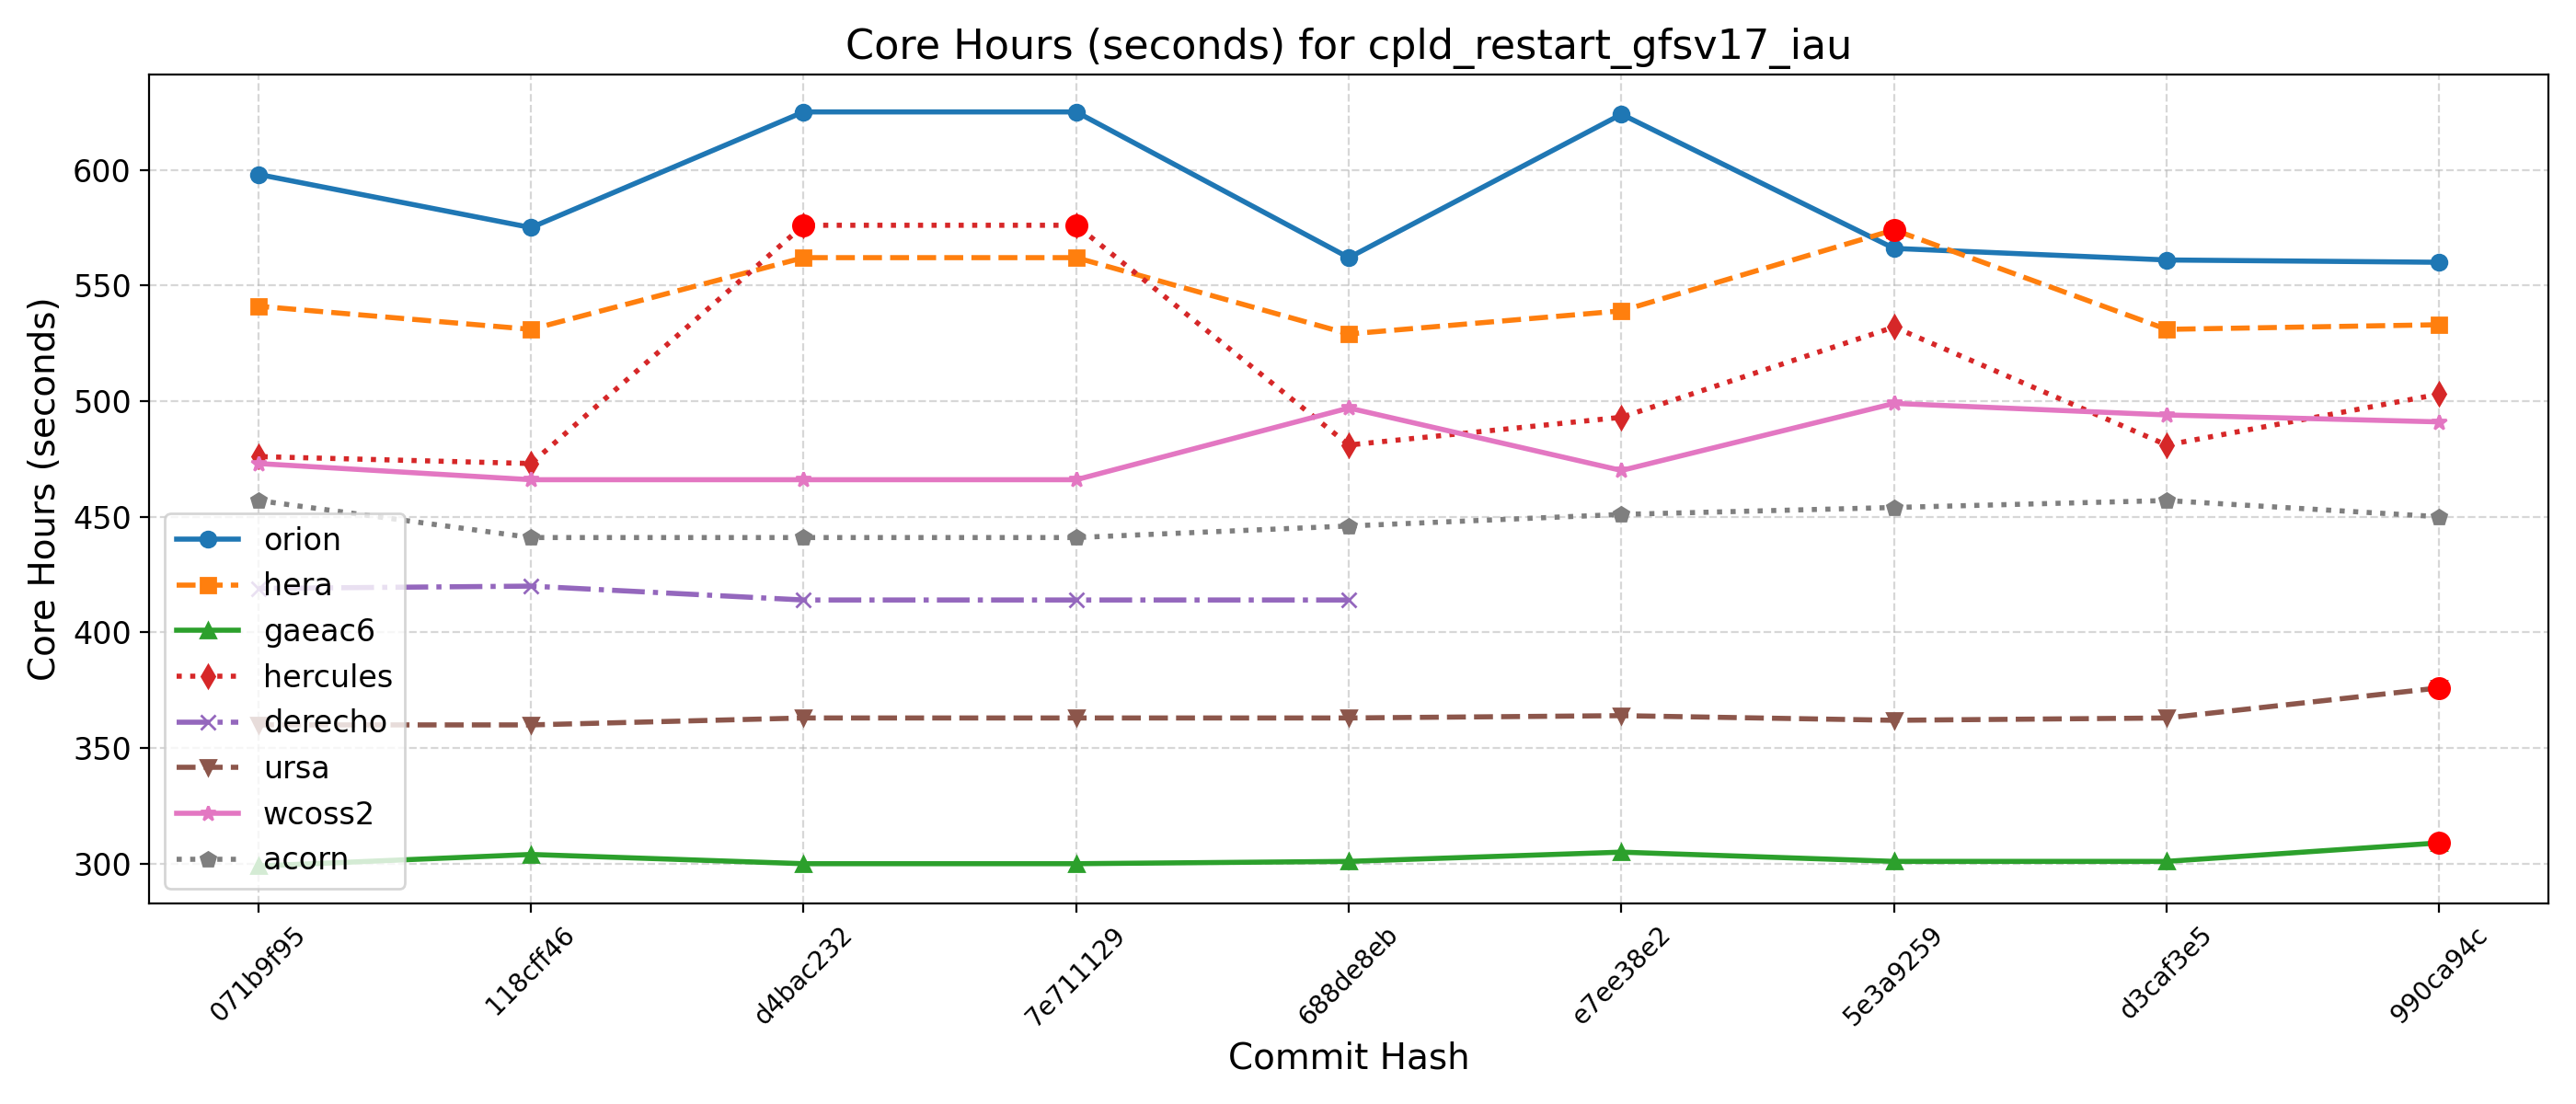 Core Hours (seconds) for cpld_restart_gfsv17_iau
Core Hours (seconds)
600
550
500
450
400
350
300
orion
hera
gaeac6
hercules
derecho
ursa
wcoss2
acorn
071b9f95
118cff46
d4bac232
7e711129
688de8eb
e7ee38e2
5e3a9259
d3caf3e5
990ca94c
Commit Hash